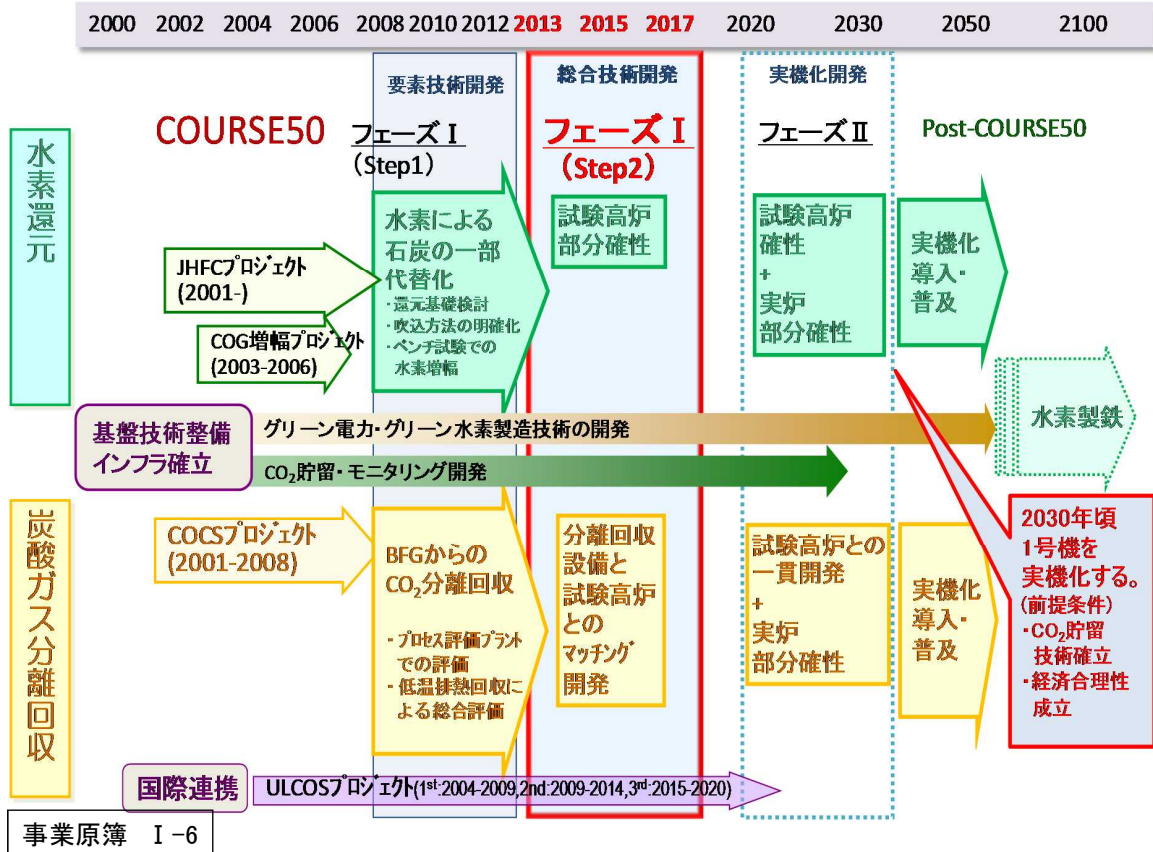 2000 2002 2004 2006 2008 2010 2012 2013 2015 2017 2020 2030 2050 2100
要素技術開発
総合技術開発
実機化開発
COURSE50
フェーズⅠ
(Step1)
フェーズⅠ
(Step2)
フェーズⅡ
Post-COURSE50
水素還元
JHFCプロジェクト
(2001-)
COG増幅プロジェクト
(2003-2006)
水素による
石炭の一部
代替化
・還元基礎検討
・吹込方法の明確化
・ベンチ試験での
水素増幅
試験高炉
部分確性
試験高炉
確性
+
実炉
部分確性
実機化
導入・
普及
水素製鉄
基盤技術整備
インフラ確立
グリーン電力・グリーン水素製造技術の開発
CO₂貯留・モニタリング開発
炭酸ガス分離回収
COCSプロジェクト
(2001-2008)
BFGからの
CO₂分離回収
・プロセス評価プラント
での評価
・低温排熱回収に
よる総合評価
分離回収
設備と
試験高炉
との
マッチング
開発
試験高炉との
一貫開発
+
実炉
部分確性
実機化
導入・
普及
2030年頃
1号機を
実機化する。
(前提条件)
・CO₂貯留
技術確立
・経済合理性
成立
国際連携
ULCOSプロジェクト(1st:2004-2009,2nd:2009-2014,3rd:2015-2020)
事業原簿 Ⅰ-6